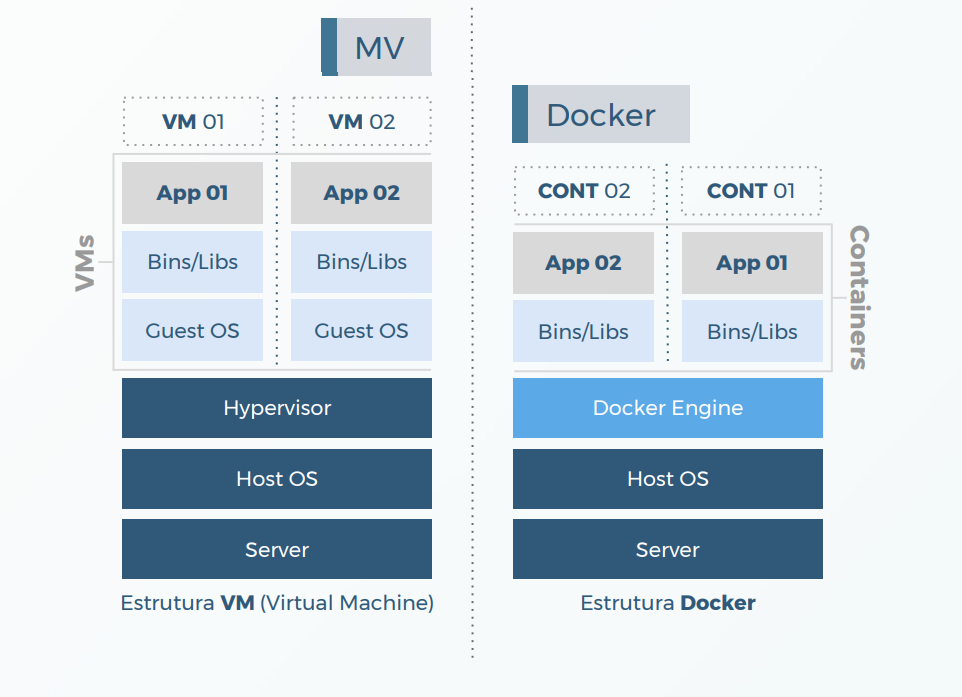 MV
VM 01
VM 02
App 01
App 02
Bins/Libs
Bins/Libs
Guest OS
Guest OS
VMs
Hypervisor
Host OS
Server
Estrutura VM (Virtual Machine)
Docker
CONT 02
CONT 01
App 02
App 01
Bins/Libs
Bins/Libs
Containers
Docker Engine
Host OS
Server
Estrutura Docker